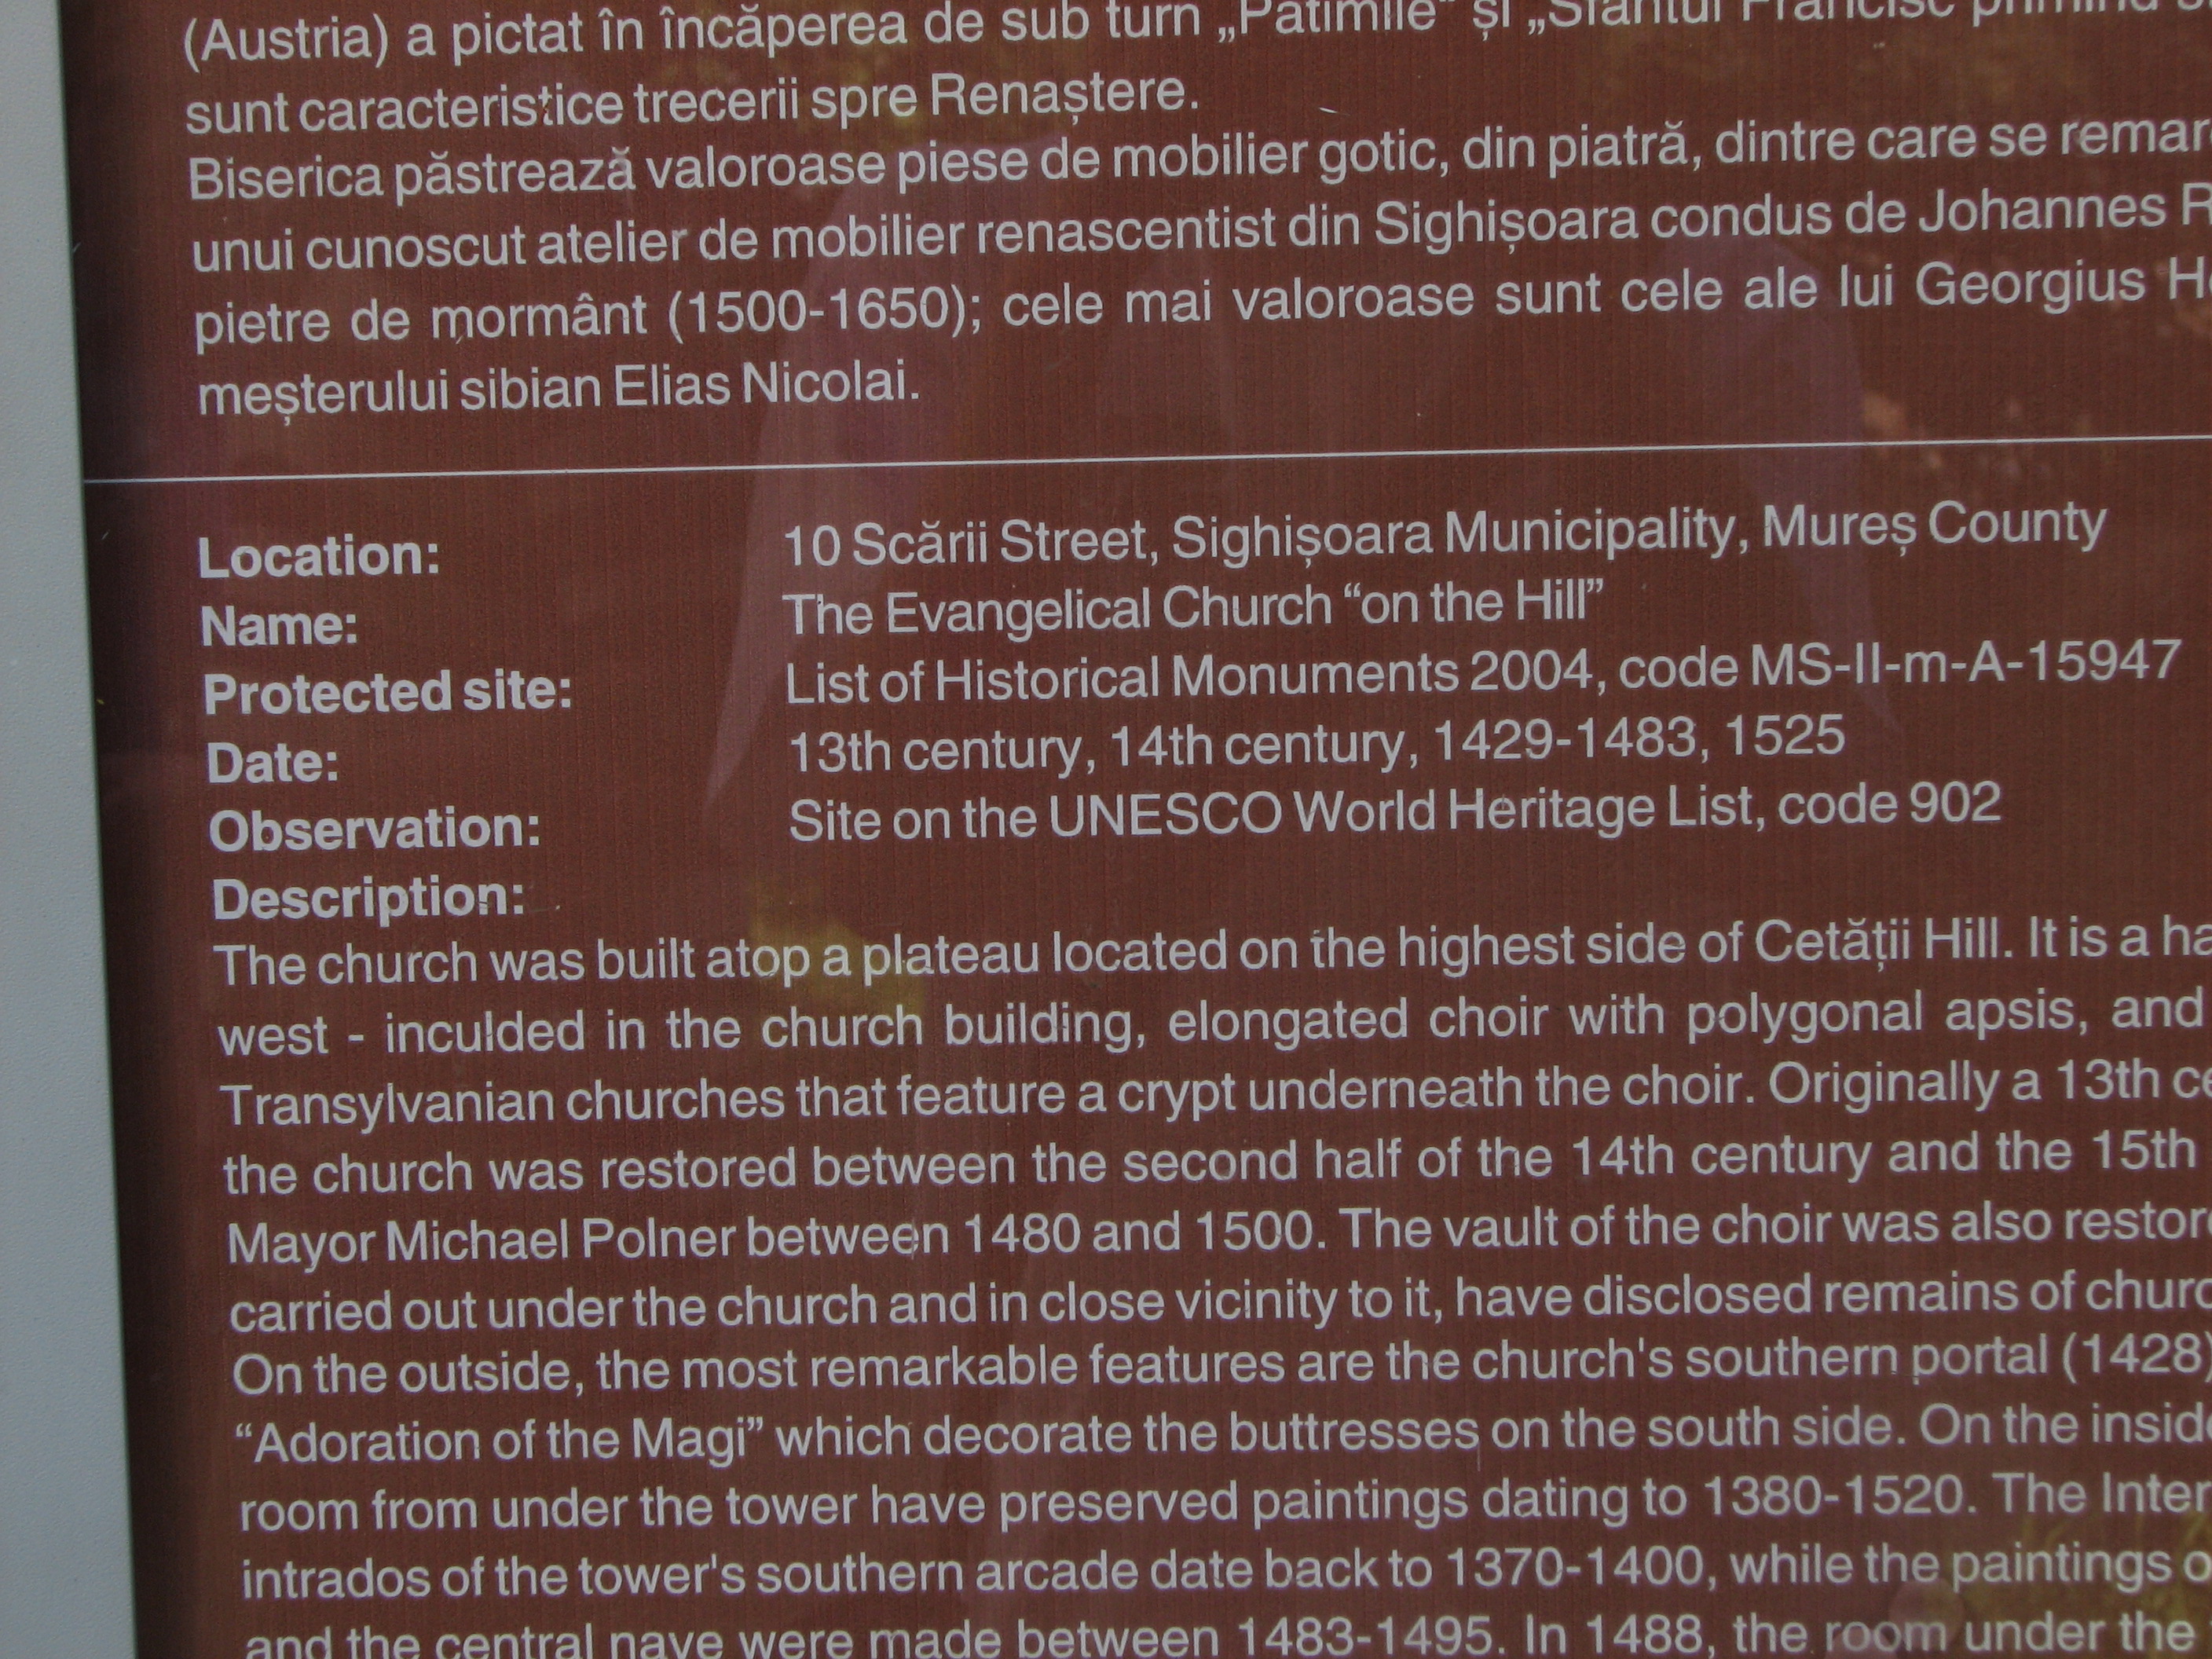 (Austria) a pictat în încăperea de sub turn „Patimile" și „Sfântul Francisc primind
sunt caracteristice trecerii spre Renaștere.
Biserica păstrează valoroase piese de mobilier gotic, din piatră, dintre care se remar
unui cunoscut atelier de mobilier renascentist din Sighișoara condus de Johannes R
pietre de mormânt (1500-1650); cele mai valoroase sunt cele ale lui Georgius H
meșterului sibian Elias Nicolai.
Location: 10 Scării Street, Sighișoara Municipality, Mureș County
Name: The Evangelical Church “on the Hill”
Protected site: List of Historical Monuments 2004, code MS-II-m-A-15947
Date: 13th century, 14th century, 1429-1483, 1525
Observation: Site on the UNESCO World Heritage List, code 902
Description:
The church was built atop a plateau located on the highest side of Cetății Hill. It is a ha
west - inculded in the church building, elongated choir with polygonal apsis, and
Transylvanian churches that feature a crypt underneath the choir. Originally a 13th ce
the church was restored between the second half of the 14th century and the 15th
Mayor Michael Polner between 1480 and 1500. The vault of the choir was also restor
carried out under the church and in close vicinity to it, have disclosed remains of churc
On the outside, the most remarkable features are the church's southern portal (1428)
“Adoration of the Magi” which decorate the buttresses on the south side. On the insid
room from under the tower have preserved paintings dating to 1380-1520. The Inter
intrados of the tower's southern arcade date back to 1370-1400, while the paintings o
and the central nave were made between 1483-1495. In 1488, the room under the